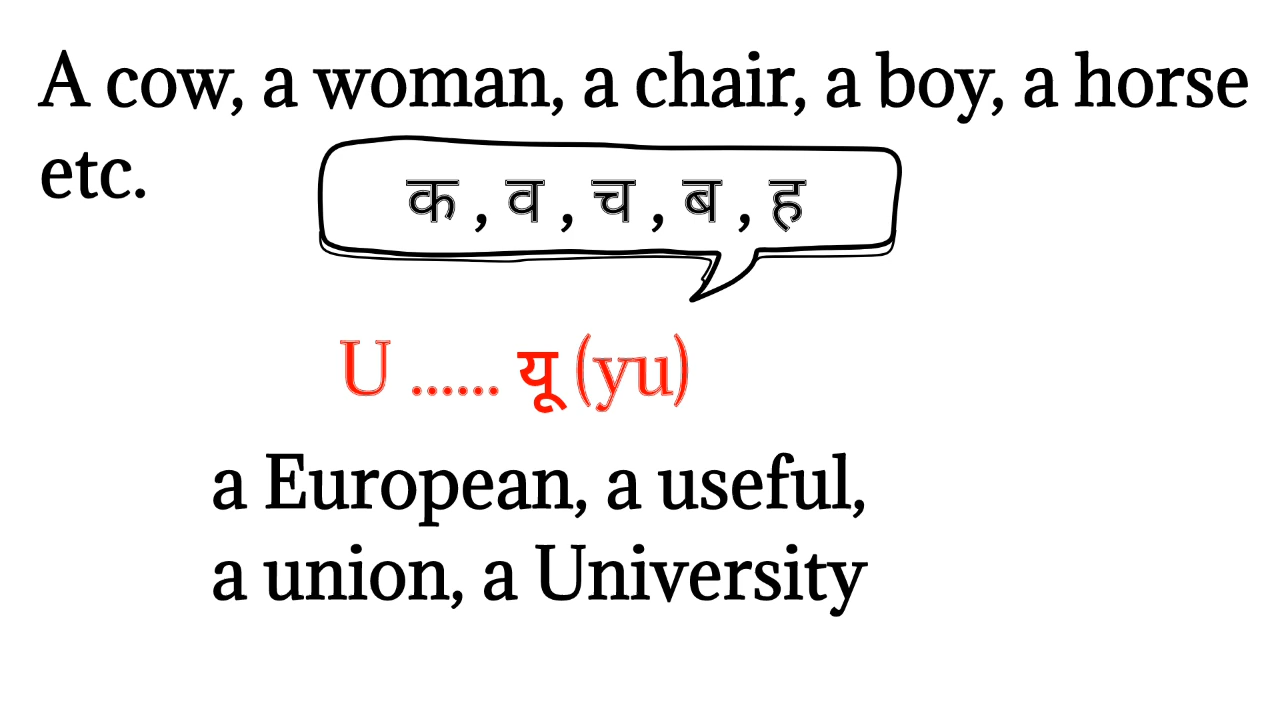 A cow, a woman, a chair, a boy, a horse
etc.
क , व , च , ब , ह
U ...... यू (yu)
a European, a useful,
a union, a University